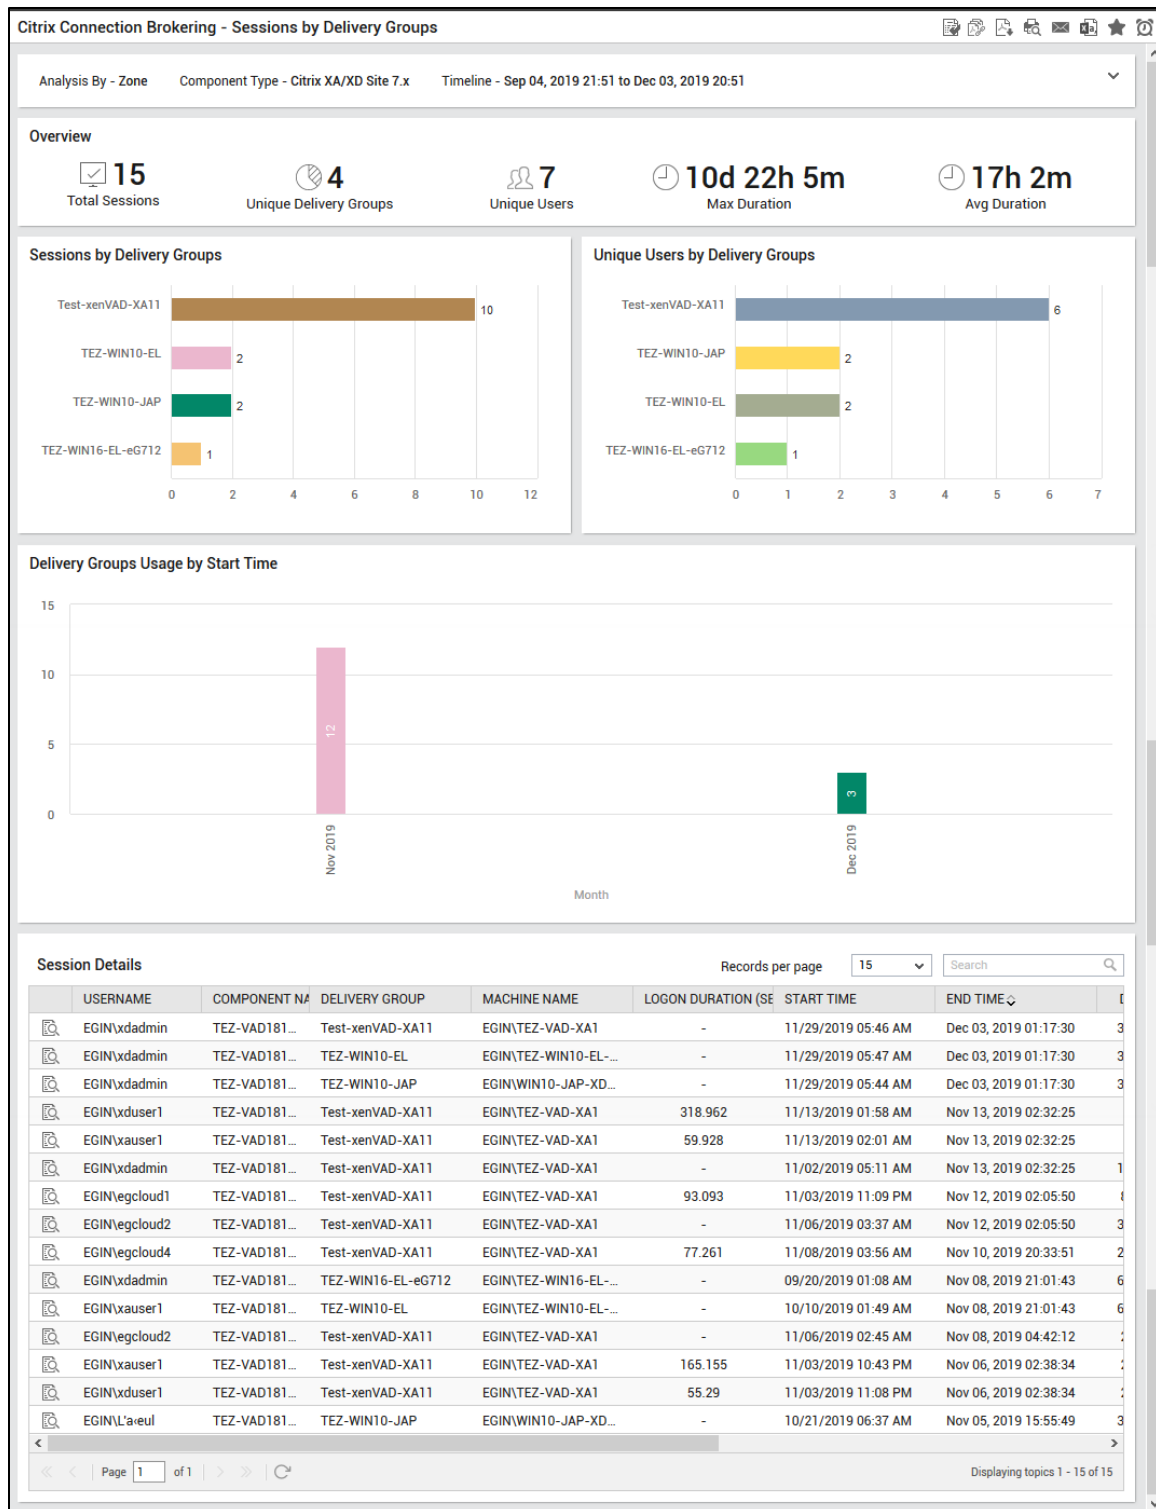 Citrix Connection Brokering - Sessions by Delivery Groups
Analysis By - Zone Component Type - Citrix XA/XD Site 7.x Timeline - Sep 04, 2019 21:51 to Dec 03, 2019 20:51
Overview
15 4 7 10d 22h 5m 17h 2m
Total Sessions Unique Delivery Groups Unique Users Max Duration Avg Duration
Sessions by Delivery Groups
Test-xenVAD-XA11 10
TEZ-WIN10-EL 2
TEZ-WIN10-JAP 2
TEZ-WIN16-EL-eG712 1
0 2 4 6 8 10 12
Unique Users by Delivery Groups
Test-xenVAD-XA11 6
TEZ-WIN10-JAP 2
TEZ-WIN10-EL 2
TEZ-WIN16-EL-eG712 1
0 1 2 3 4 5 6 7
Delivery Groups Usage by Start Time
15
10
5
0
12
3
Nov 2019
Dec 2019
Month
Session Details Records per page 15 Search
USERNAME COMPONENT NA DELIVERY GROUP MACHINE NAME LOGON DURATION (SE START TIME END TIME
EGIN\xdadmin TEZ-VAD181... Test-xenVAD-XA11 EGIN\TEZ-VAD-XA1 - 11/29/2019 05:46 AM Dec 03, 2019 01:17:30 3
EGIN\xdadmin TEZ-VAD181... TEZ-WIN10-EL EGIN\TEZ-WIN10-EL-... - 11/29/2019 05:47 AM Dec 03, 2019 01:17:30 3
EGIN\xdadmin TEZ-VAD181... TEZ-WIN10-JAP EGIN\WIN10-JAP-XD... - 11/29/2019 05:44 AM Dec 03, 2019 01:17:30 3
EGIN\xduser1 TEZ-VAD181... Test-xenVAD-XA11 EGIN\TEZ-VAD-XA1 318.962 11/13/2019 01:58 AM Nov 13, 2019 02:32:25
EGIN\xauser1 TEZ-VAD181... Test-xenVAD-XA11 EGIN\TEZ-VAD-XA1 59.928 11/13/2019 02:01 AM Nov 13, 2019 02:32:25
EGIN\xdadmin TEZ-VAD181... Test-xenVAD-XA11 EGIN\TEZ-VAD-XA1 - 11/02/2019 05:11 AM Nov 13, 2019 02:32:25 1
EGIN\egcloud1 TEZ-VAD181... Test-xenVAD-XA11 EGIN\TEZ-VAD-XA1 93.093 11/03/2019 11:09 PM Nov 12, 2019 02:05:50
EGIN\egcloud2 TEZ-VAD181... Test-xenVAD-XA11 EGIN\TEZ-VAD-XA1 - 11/06/2019 03:37 AM Nov 12, 2019 02:05:50 3
EGIN\egcloud4 TEZ-VAD181... Test-xenVAD-XA11 EGIN\TEZ-VAD-XA1 77.261 11/08/2019 03:56 AM Nov 10, 2019 20:33:51 2
EGIN\xdadmin TEZ-VAD181... TEZ-WIN16-EL-eG712 EGIN\TEZ-WIN16-EL-... - 09/20/2019 01:08 AM Nov 08, 2019 21:01:43 6
EGIN\xauser1 TEZ-VAD181... TEZ-WIN10-EL EGIN\TEZ-WIN10-EL-... - 10/10/2019 01:49 AM Nov 08, 2019 21:01:43 6
EGIN\egcloud2 TEZ-VAD181... Test-xenVAD-XA11 EGIN\TEZ-VAD-XA1 - 11/06/2019 02:45 AM Nov 08, 2019 04:42:12
EGIN\xauser1 TEZ-VAD181... Test-xenVAD-XA11 EGIN\TEZ-VAD-XA1 165.155 11/03/2019 10:43 PM Nov 06, 2019 02:38:34
EGIN\xduser1 TEZ-VAD181... Test-xenVAD-XA11 EGIN\TEZ-VAD-XA1 55.29 11/03/2019 11:08 PM Nov 06, 2019 02:38:34
EGIN\L'a‹eul TEZ-VAD181... TEZ-WIN10-JAP EGIN\WIN10-JAP-XD... - 10/21/2019 06:37 AM Nov 05, 2019 15:55:49 3
Page 1 of 1 Displaying topics 1 - 15 of 15